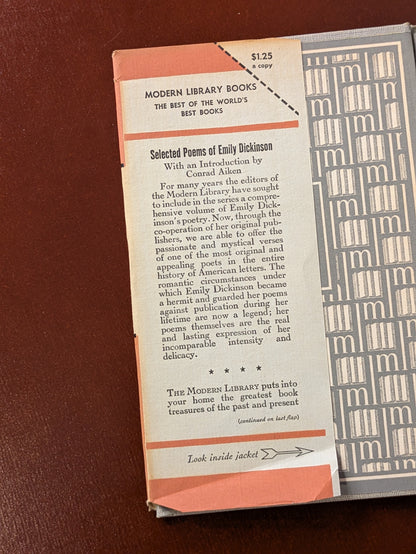 $1.25
a copy
MODERN LIBRARY BOOKS
THE BEST OF THE WORLD'S
BEST BOOKS
Selected Poems of Emily Dickinson
With an Introduction by
Conrad Aiken
For many years the editors of
the Modern Library have sought
to include in the series a compre-
hensive volume of Emily Dick-
inson's poetry. Now, through the
co-operation of her original pub-
lishers, we are able to offer the
passionate and mystical verses
of one of the most original and
appealing poets in the entire
history of American letters. The
romantic circumstances under
which Emily Dickinson became
a hermit and guarded her poems
against publication during her
lifetime are now a legend; her
poems themselves are the real
and lasting expression of her
incomparable intensity and
delicacy.
* * * *
THE MODERN LIBRARY puts into
your home the greatest book
treasures of the past and present
(continued on last flap)
Look inside jacket